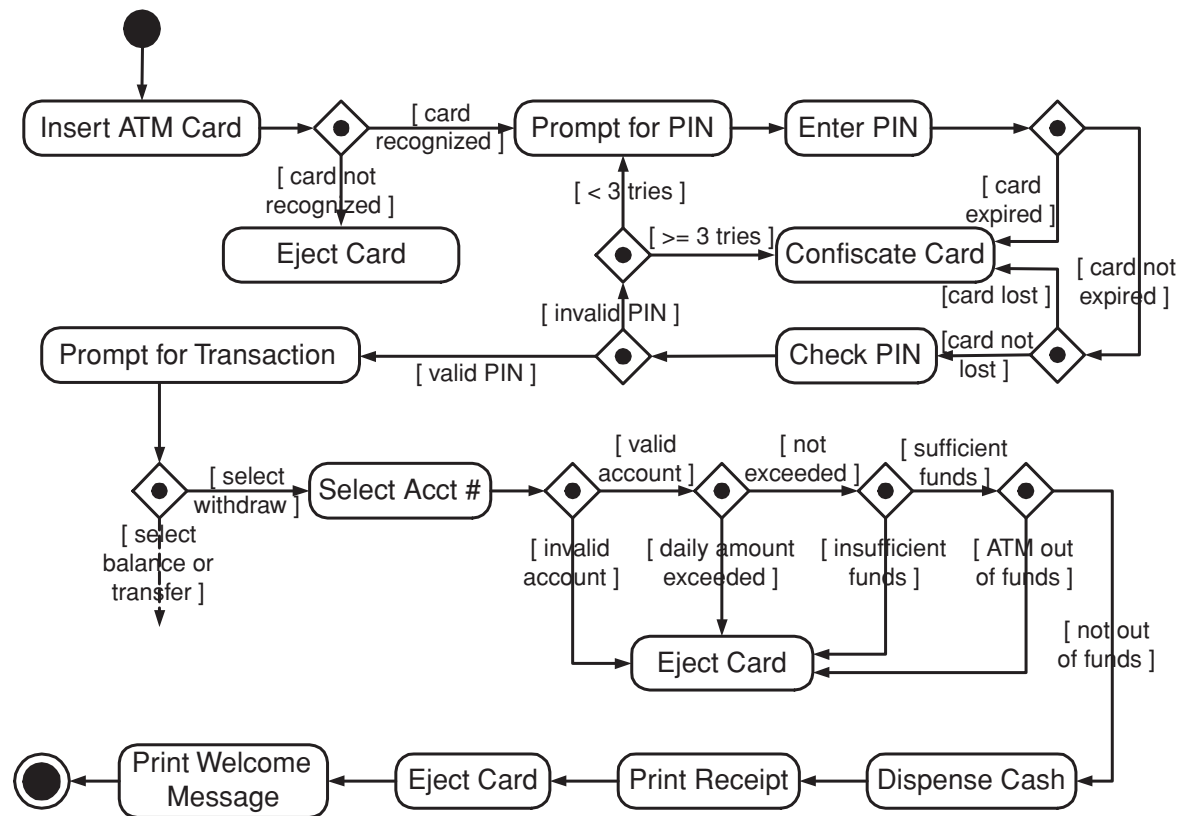 Insert ATM Card
[ card
recognized ]
Prompt for PIN
Enter PIN
[ card not
recognized ]
Eject Card
[ < 3 tries ]
[ >= 3 tries ]
[ card
expired ]
Confiscate Card
[ card not
expired ]
[card lost ]
[ invalid PIN ]
Prompt for Transaction
[ valid PIN ]
Check PIN
[card not
lost ]
[ select
withdraw ]
Select Acct #
[ valid
account ]
[ not
exceeded ]
[ sufficient
funds ]
[ select
balance or
transfer ]
[ invalid
account ]
[ daily amount
exceeded ]
[ insufficient
funds ]
[ ATM out
of funds ]
Eject Card
[ not out
of funds ]
Print Welcome
Message
Eject Card
Print Receipt
Dispense Cash